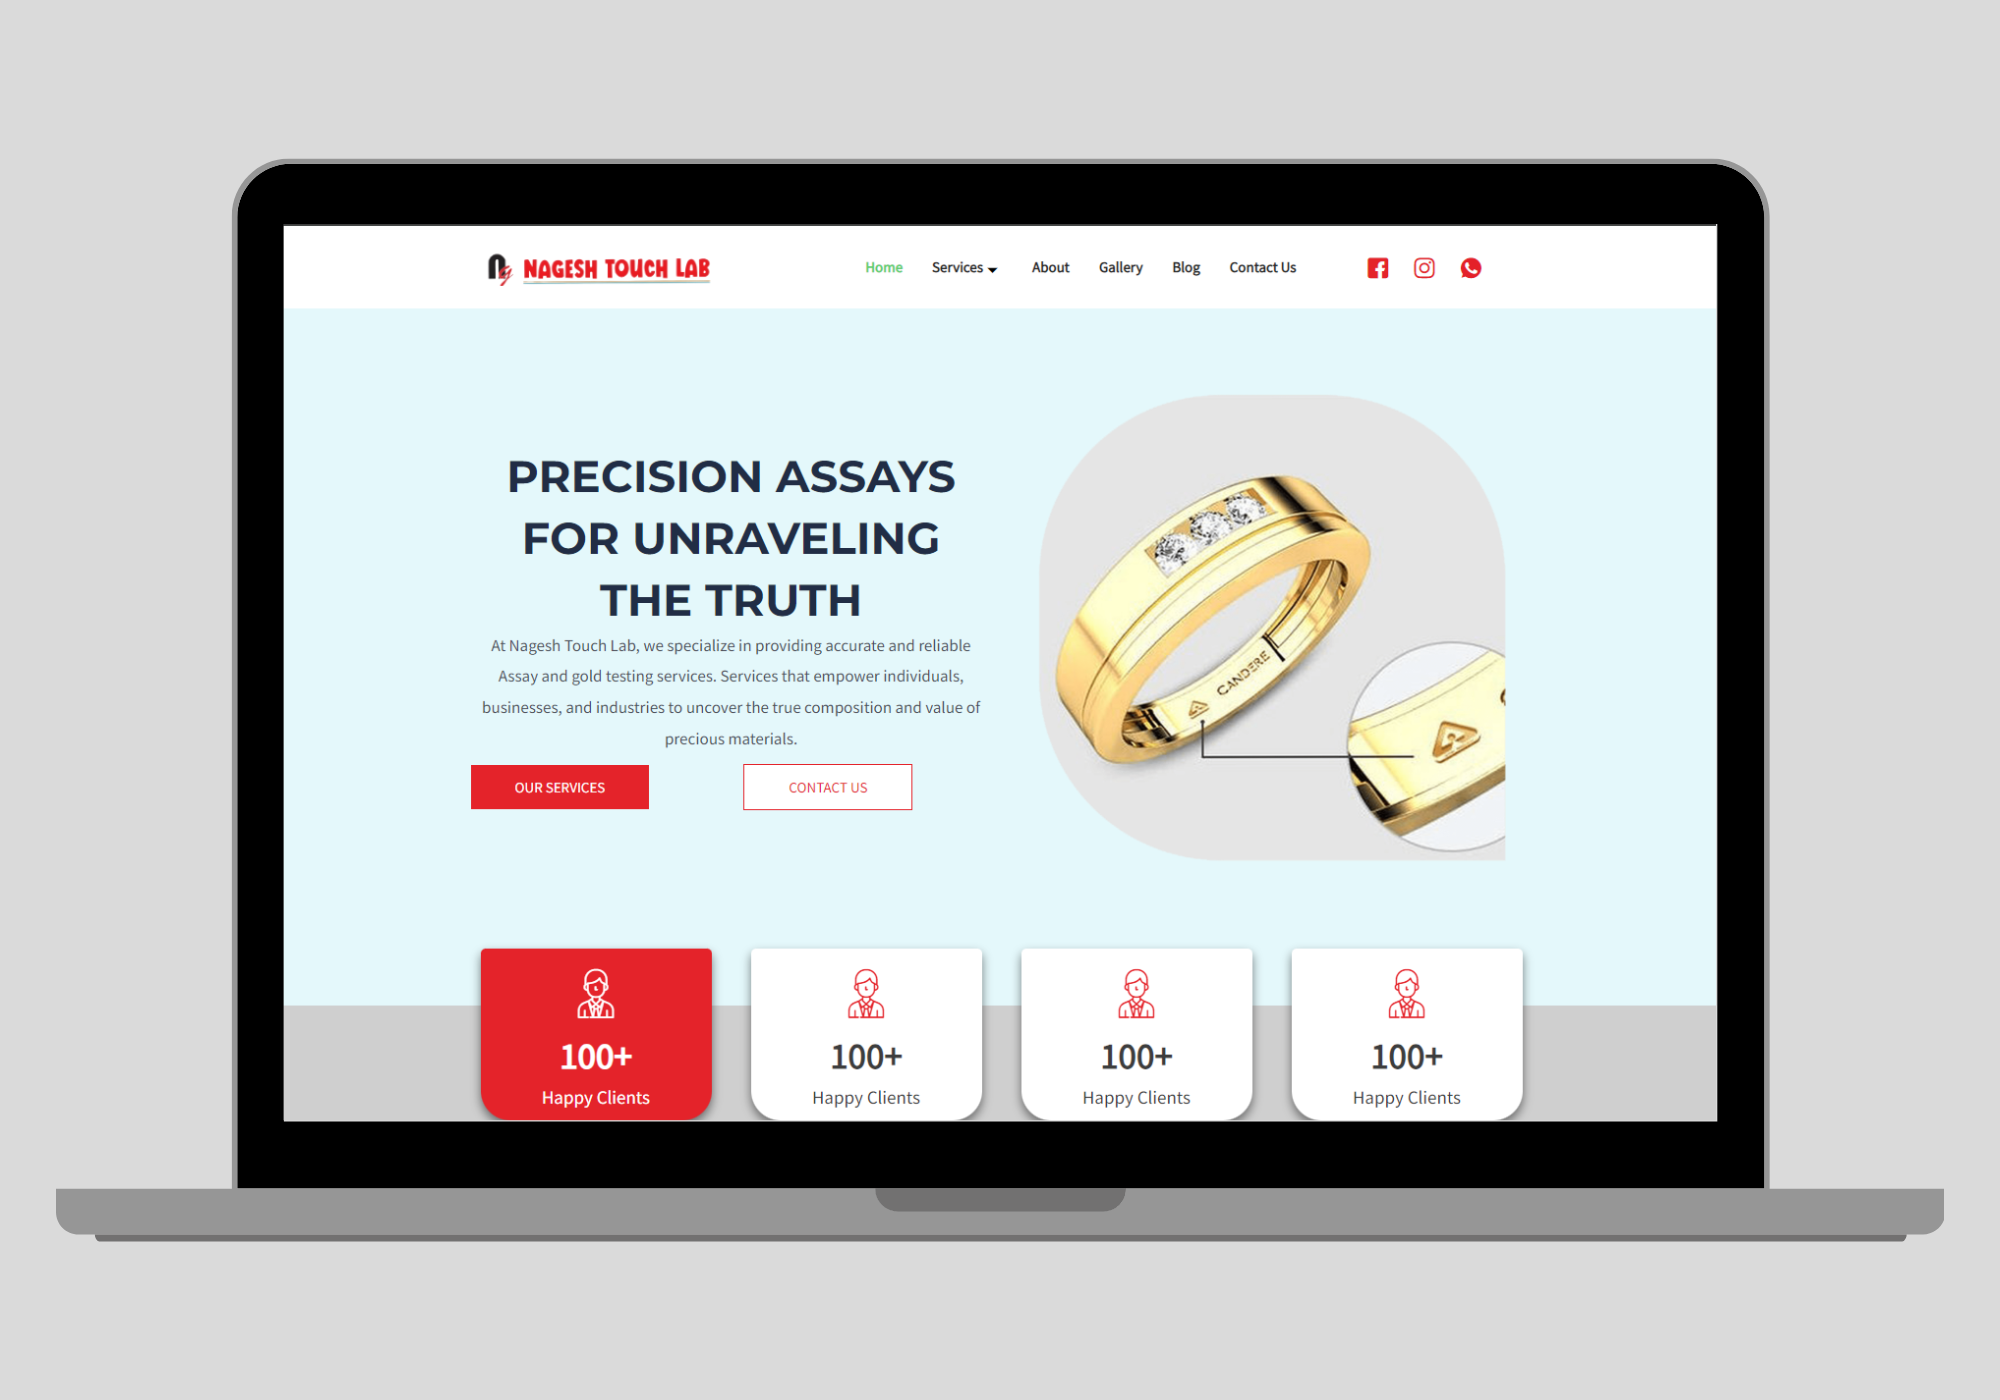 NAGESH TOUCH LAB
Home Services About Gallery Blog Contact Us
PRECISION ASSAYS
FOR UNRAVELING
THE TRUTH
At Nagesh Touch Lab, we specialize in providing accurate and reliable
Assay and gold testing services. Services that empower individuals,
businesses, and industries to uncover the true composition and value of
precious materials.
OUR SERVICES
CONTACT US
CANDERE
100+
Happy Clients
100+
Happy Clients
100+
Happy Clients
100+
Happy Clients